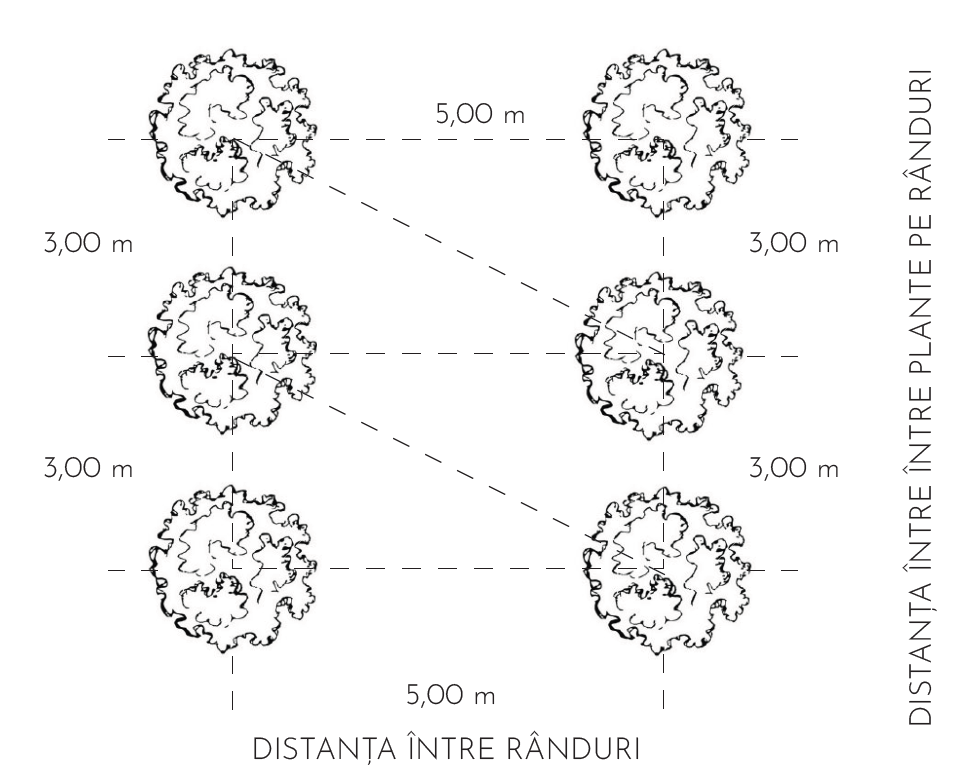 5,00 m
3,00 m
3,00 m
3,00 m
3,00 m
5,00 m
DISTANȚA ÎNTRE RÂNDURI
DISTANȚA ÎNTRE ÎNTRE PLANTE PE RÂNDURI